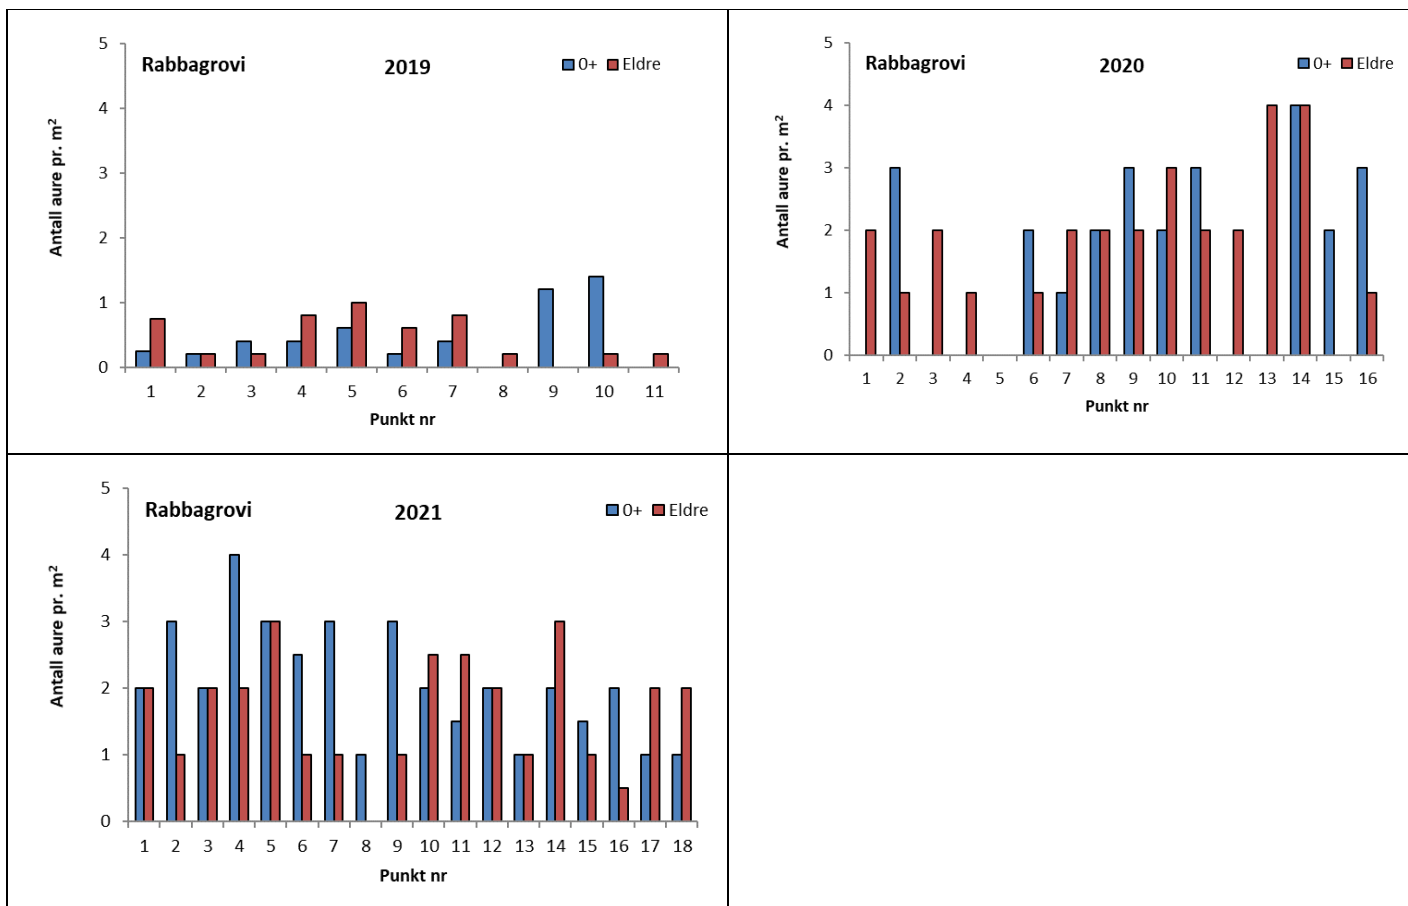 Rabbagrovi 2019 0+ Eldre
Antall aure pr. m²
5
4
3
2
1
0
1 2 3 4 5 6 7 8 9 10 11
Punkt nr
Rabbagrovi 2020 0+ Eldre
Antall aure pr. m²
5
4
3
2
1
0
1 2 3 4 5 6 7 8 9 10 11 12 13 14 15 16
Punkt nr
Rabbagrovi 2021 0+ Eldre
Antall aure pr. m²
5
4
3
2
1
0
1 2 3 4 5 6 7 8 9 10 11 12 13 14 15 16 17 18
Punkt nr